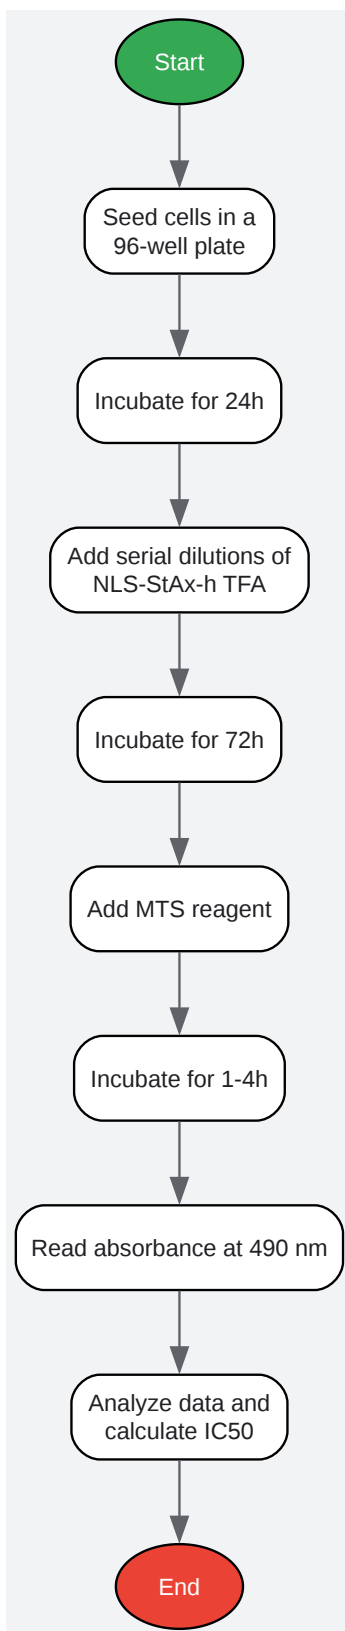 Start
Seed cells in a
96-well plate
Incubate for 24h
Add serial dilutions of
NLS-StAx-h TFA
Incubate for 72h
Add MTS reagent
Incubate for 1-4h
Read absorbance at 490 nm
Analyze data and
calculate IC50
End